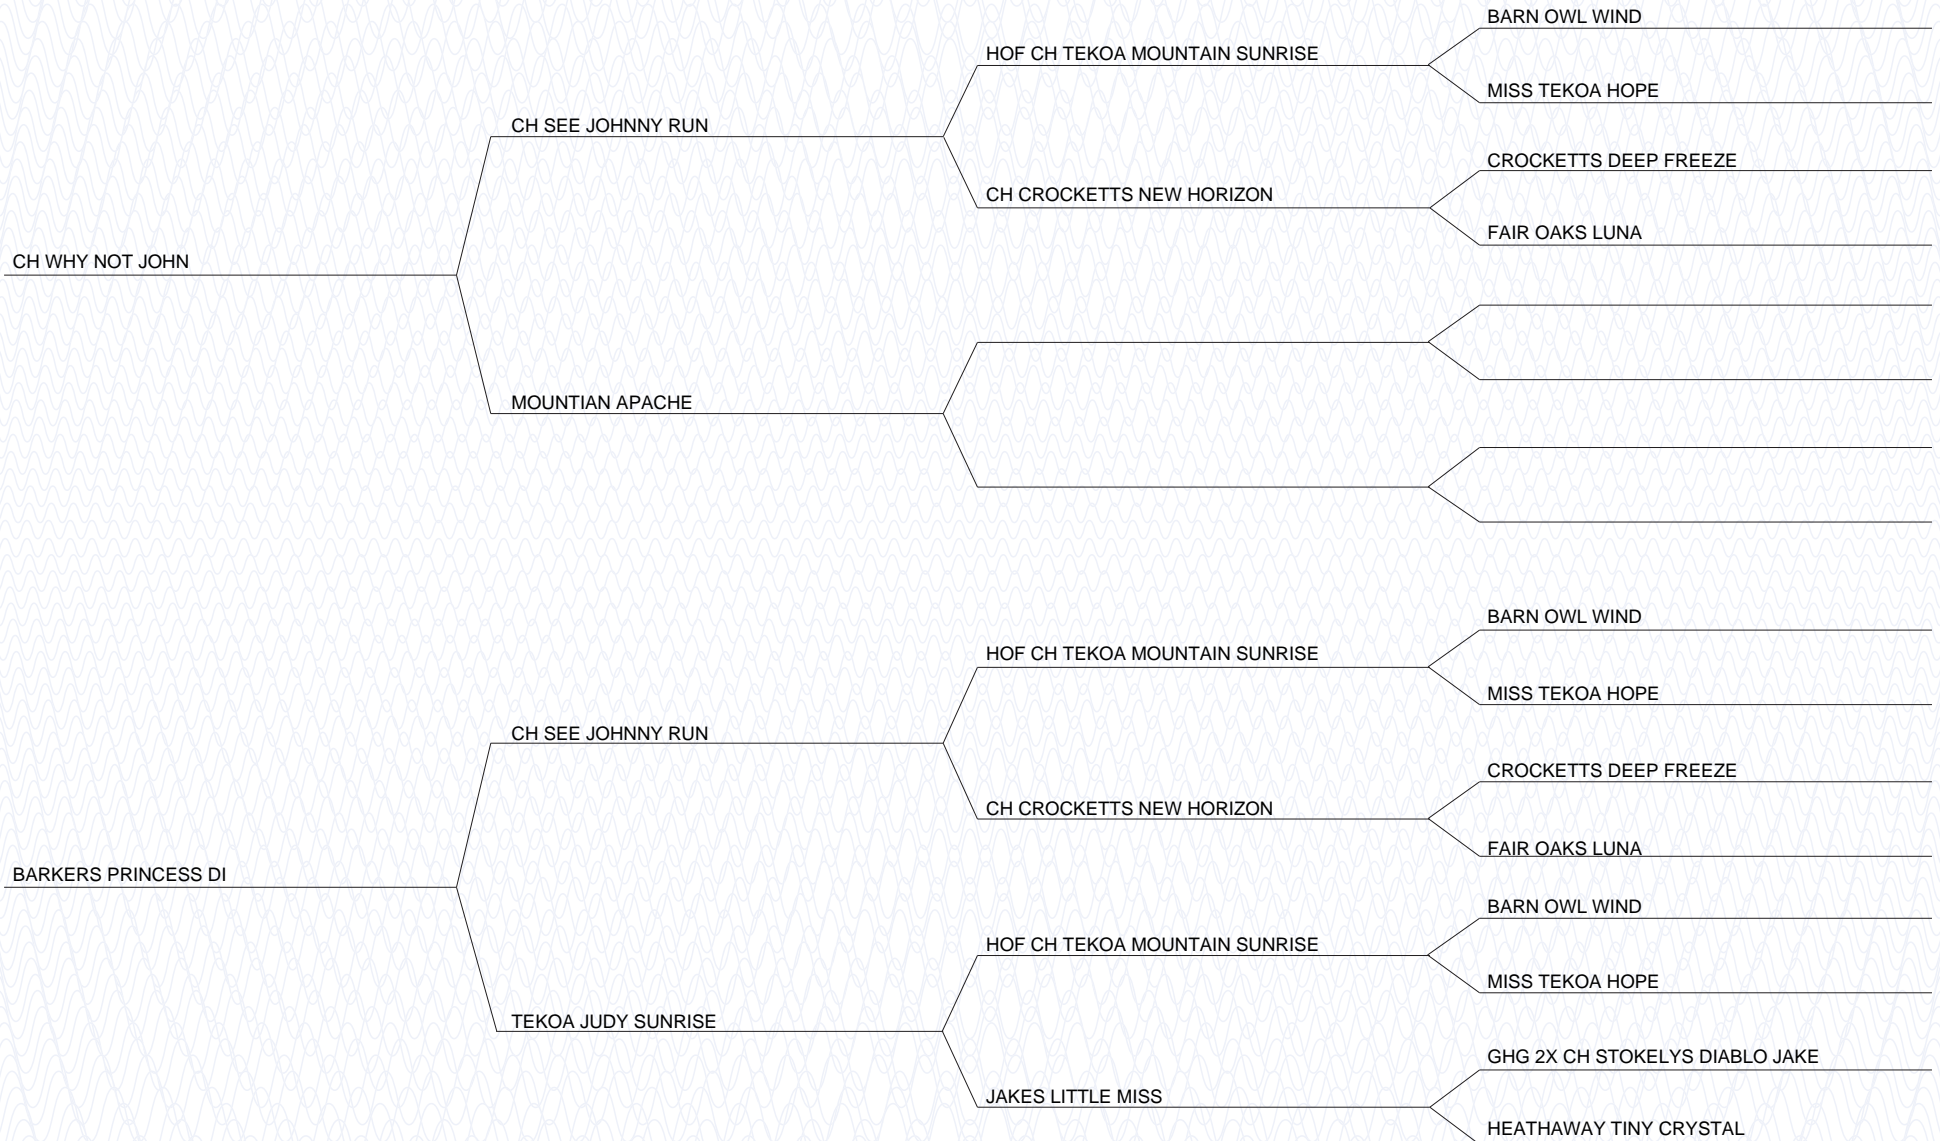 BARN OWL WIND
HOF CH TEKOA MOUNTAIN SUNRISE
MISS TEKOA HOPE
CH SEE JOHNNY RUN
CROCKETTS DEEP FREEZE
CH CROCKETTS NEW HORIZON
FAIR OAKS LUNA
CH WHY NOT JOHN
MOUNTIAN APACHE
BARN OWL WIND
HOF CH TEKOA MOUNTAIN SUNRISE
MISS TEKOA HOPE
CH SEE JOHNNY RUN
CROCKETTS DEEP FREEZE
CH CROCKETTS NEW HORIZON
FAIR OAKS LUNA
BARKERS PRINCESS DI
BARN OWL WIND
HOF CH TEKOA MOUNTAIN SUNRISE
MISS TEKOA HOPE
TEKOA JUDY SUNRISE
GHG 2X CH STOKELYS DIABLO JAKE
JAKES LITTLE MISS
HEATHAWAY TINY CRYSTAL